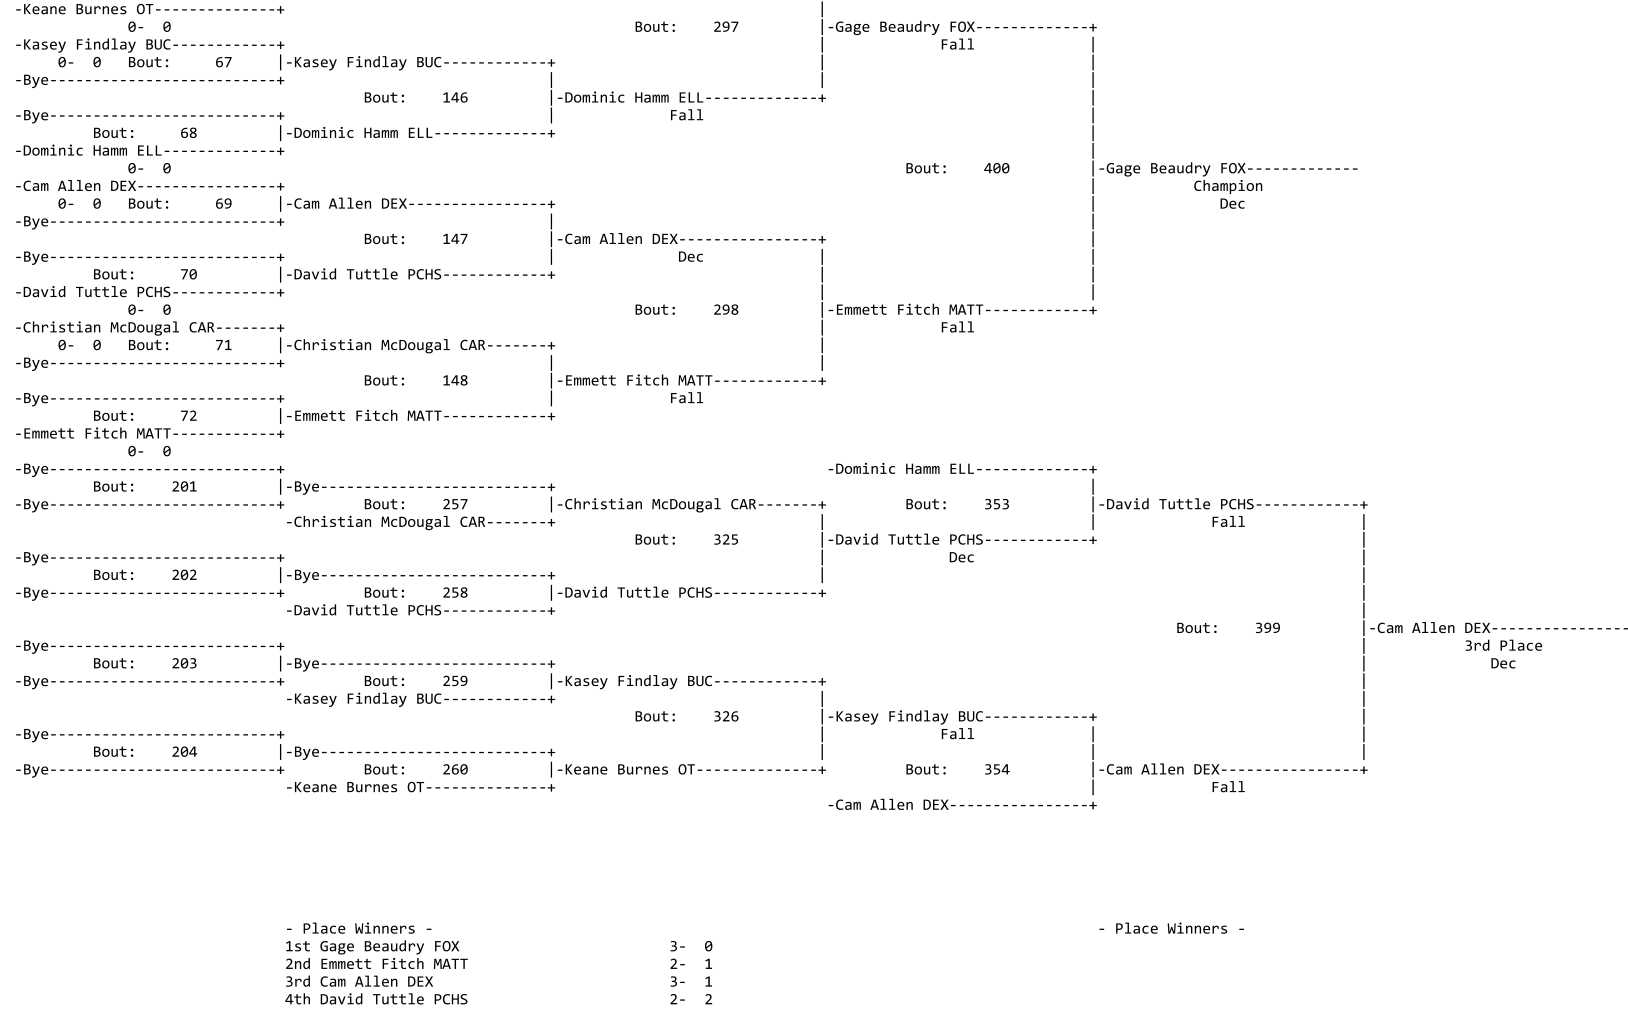 -Keane Burnes OT--------------+ |
0- 0 Bout: 297 |-Gage Beaudry FOX-------------+
-Kasey Findlay BUC------------+ | Fall |
0- 0 Bout: 67 |-Kasey Findlay BUC------------+ | |
-Bye--------------------------+ | | |
Bout: 146 |-Dominic Hamm ELL-------------+ |
-Bye--------------------------+ | Fall |
Bout: 68 |-Dominic Hamm ELL-------------+ |
-Dominic Hamm ELL-------------+ |
0- 0 Bout: 400 |-Gage Beaudry FOX-------------
-Cam Allen DEX----------------+ | Champion
0- 0 Bout: 69 |-Cam Allen DEX----------------+ | Dec
-Bye--------------------------+ | |
Bout: 147 |-Cam Allen DEX----------------+ |
-Bye--------------------------+ | Dec | |
Bout: 70 |-David Tuttle PCHS------------+ | |
-David Tuttle PCHS------------+ | |
0- 0 Bout: 298 |-Emmett Fitch MATT------------+
-Christian McDougal CAR-------+ | Fall
0- 0 Bout: 71 |-Christian McDougal CAR-------+ |
-Bye--------------------------+ | |
Bout: 148 |-Emmett Fitch MATT------------+
-Bye--------------------------+ | Fall
Bout: 72 |-Emmett Fitch MATT------------+
-Emmett Fitch MATT------------+
0- 0
-Bye--------------------------+ -Dominic Hamm ELL-------------+
Bout: 201 |-Bye--------------------------+ |
-Bye--------------------------+ Bout: 257 |-Christian McDougal CAR-------+ Bout: 353 |-David Tuttle PCHS------------+
-Christian McDougal CAR-------+ | | Fall |
Bout: 325 |-David Tuttle PCHS------------+ |
-Bye--------------------------+ | Dec |
Bout: 202 |-Bye--------------------------+ | |
-Bye--------------------------+ Bout: 258 |-David Tuttle PCHS------------+ |
-David Tuttle PCHS------------+ |
Bout: 399 |-Cam Allen DEX----------------
-Bye--------------------------+ | 3rd Place
Bout: 203 |-Bye--------------------------+ | Dec
-Bye--------------------------+ Bout: 259 |-Kasey Findlay BUC------------+ |
-Kasey Findlay BUC------------+ | |
Bout: 326 |-Kasey Findlay BUC------------+ |
-Bye--------------------------+ | Fall | |
Bout: 204 |-Bye--------------------------+ | | |
-Bye--------------------------+ Bout: 260 |-Keane Burnes OT--------------+ Bout: 354 |-Cam Allen DEX----------------+
-Keane Burnes OT--------------+ | Fall
-Cam Allen DEX----------------+
- Place Winners - - Place Winners -
1st Gage Beaudry FOX 3- 0
2nd Emmett Fitch MATT 2- 1
3rd Cam Allen DEX 3- 1
4th David Tuttle PCHS 2- 2